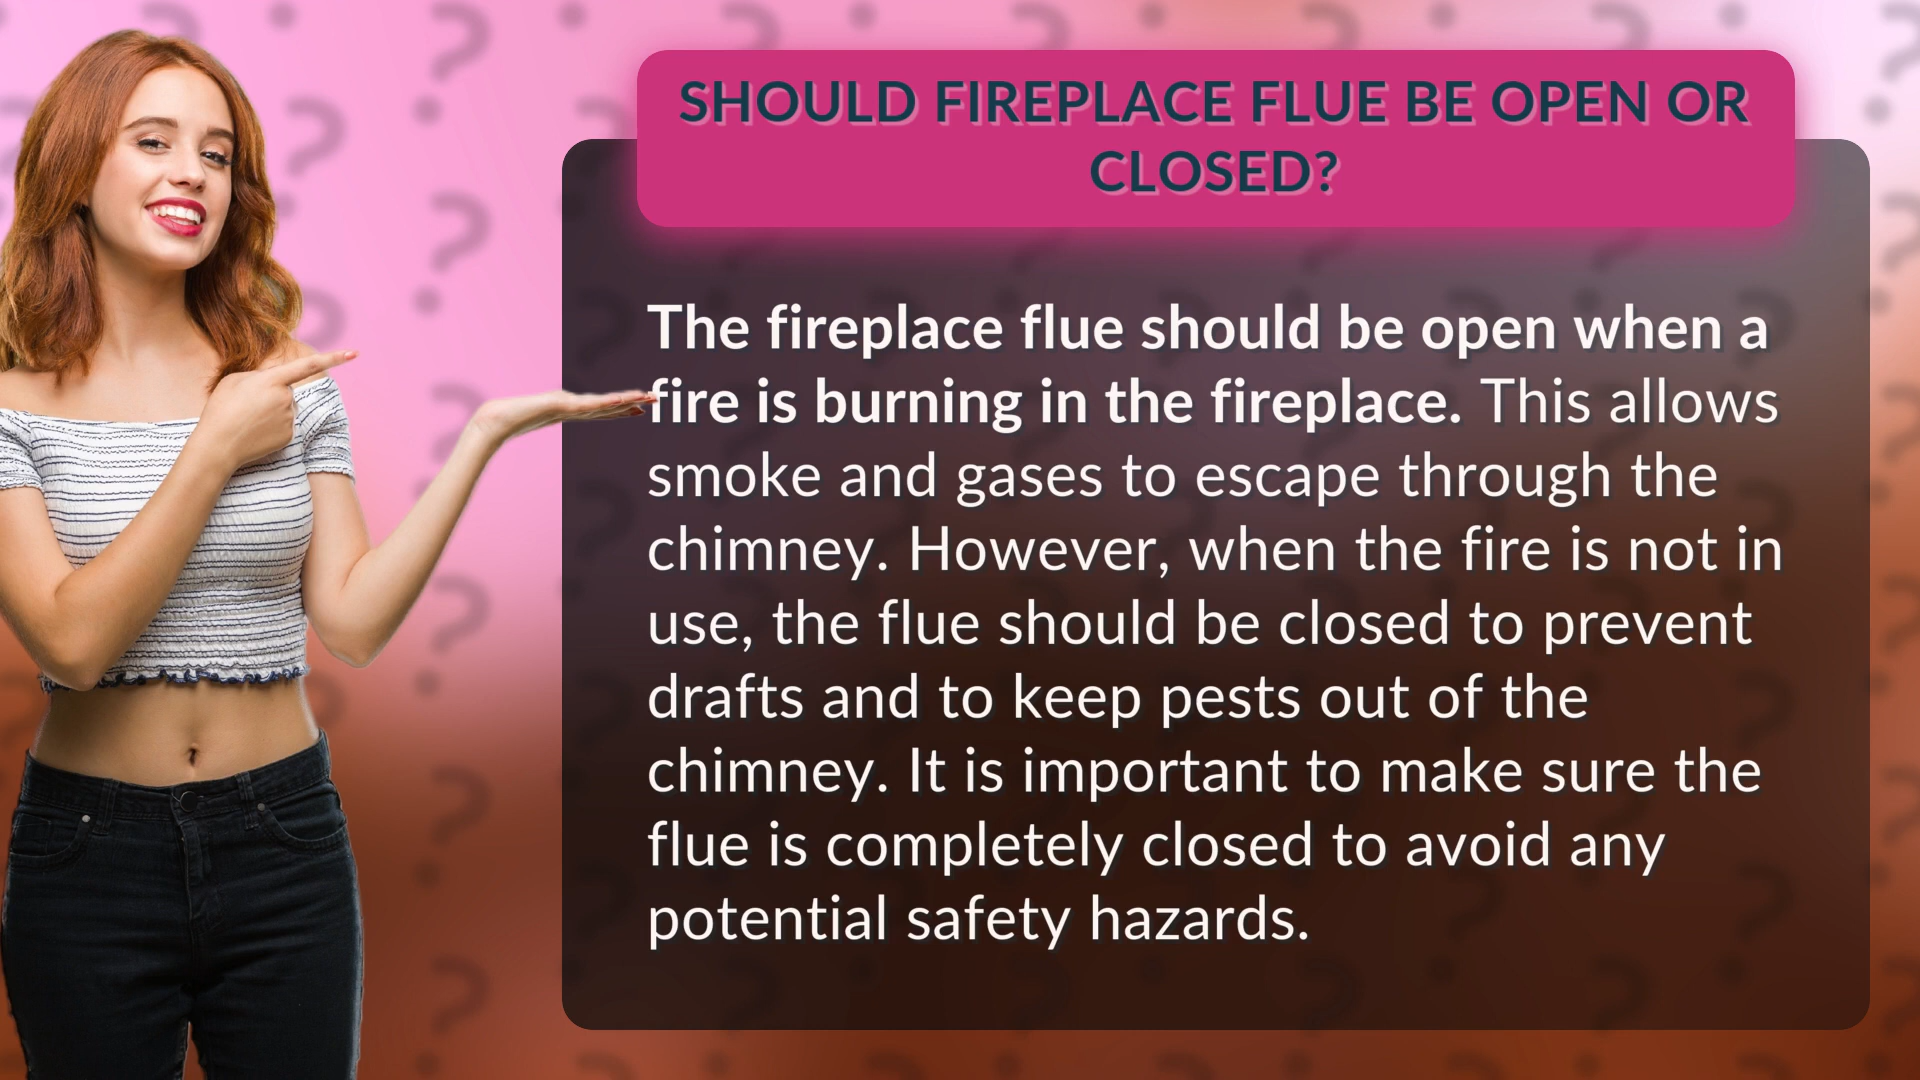 SHOULD FIREPLACE FLUE BE OPEN OR
CLOSED?
The fireplace flue should be open when a
fire is burning in the fireplace. This allows
smoke and gases to escape through the
chimney. However, when the fire is not in
use, the flue should be closed to prevent
drafts and to keep pests out of the
chimney. It is important to make sure the
flue is completely closed to avoid any
potential safety hazards.